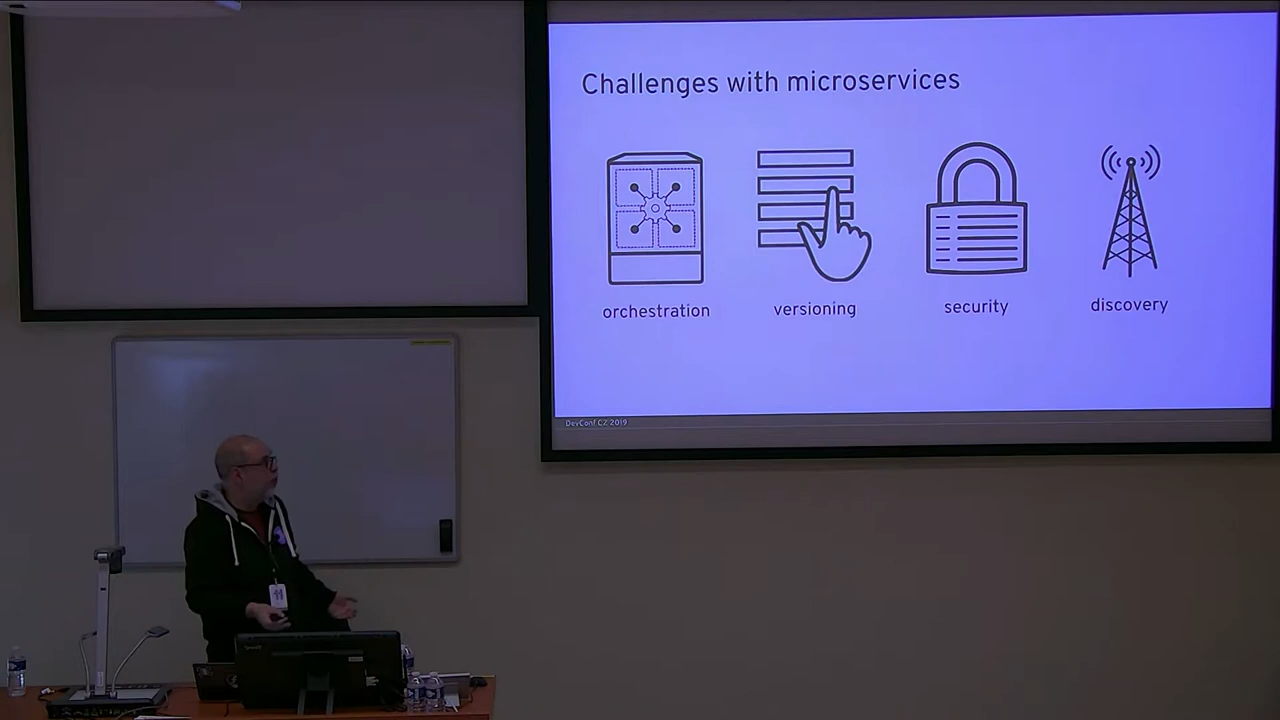 Challenges with microservices
orchestration
versioning
security
discovery
DevConf CZ 2019